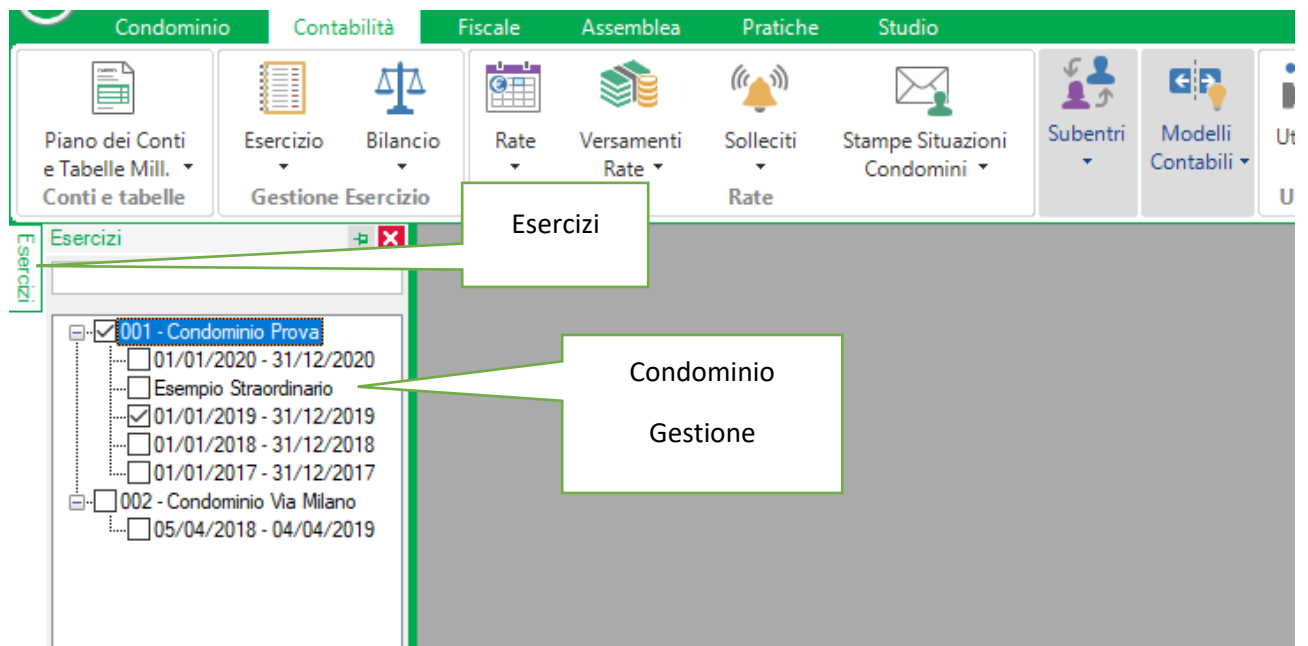 Condominio Contabilità Fiscale Assemblea Pratiche Studio
Piano dei Conti
e Tabelle Mill.
Conti e tabelle
Esercizio Bilancio
Gestione Esercizio
Rate
Versamenti
Rate
Solleciti
Stampe Situazioni
Condomini
Rate
Subentri
Modelli
Contabili
Ut
U
Esercizi
Esercizi
Esercizi
001 - Condominio Prova
01/01/2020 - 31/12/2020
Esempio Straordinario
01/01/2019 - 31/12/2019
01/01/2018 - 31/12/2018
01/01/2017 - 31/12/2017
002 - Condominio Via Milano
05/04/2018 - 04/04/2019
Condominio
Gestione